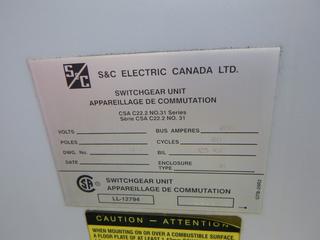 S/C S&C ELECTRIC CANADA LTD.
SWITCHGEAR UNIT
APPAREILLAGE DE COMMUTATION
CSA C22.2 NO.31 Series
Série CSA C22.2 NO. 31
VOLTS BUS AMPERES
POLES CYCLES
DWG. No. BIL
DATE ENCLOSURE TYPE
SWITCHGEAR UNIT
APPAREILLAGE DE COMMUTATION
LL-12794
CAUTION – ATTENTION
WHEN MOUNTING ON OR OVER A COMBUSTIBLE SURFACE
A FLOOR PLATE OF AT LEAST